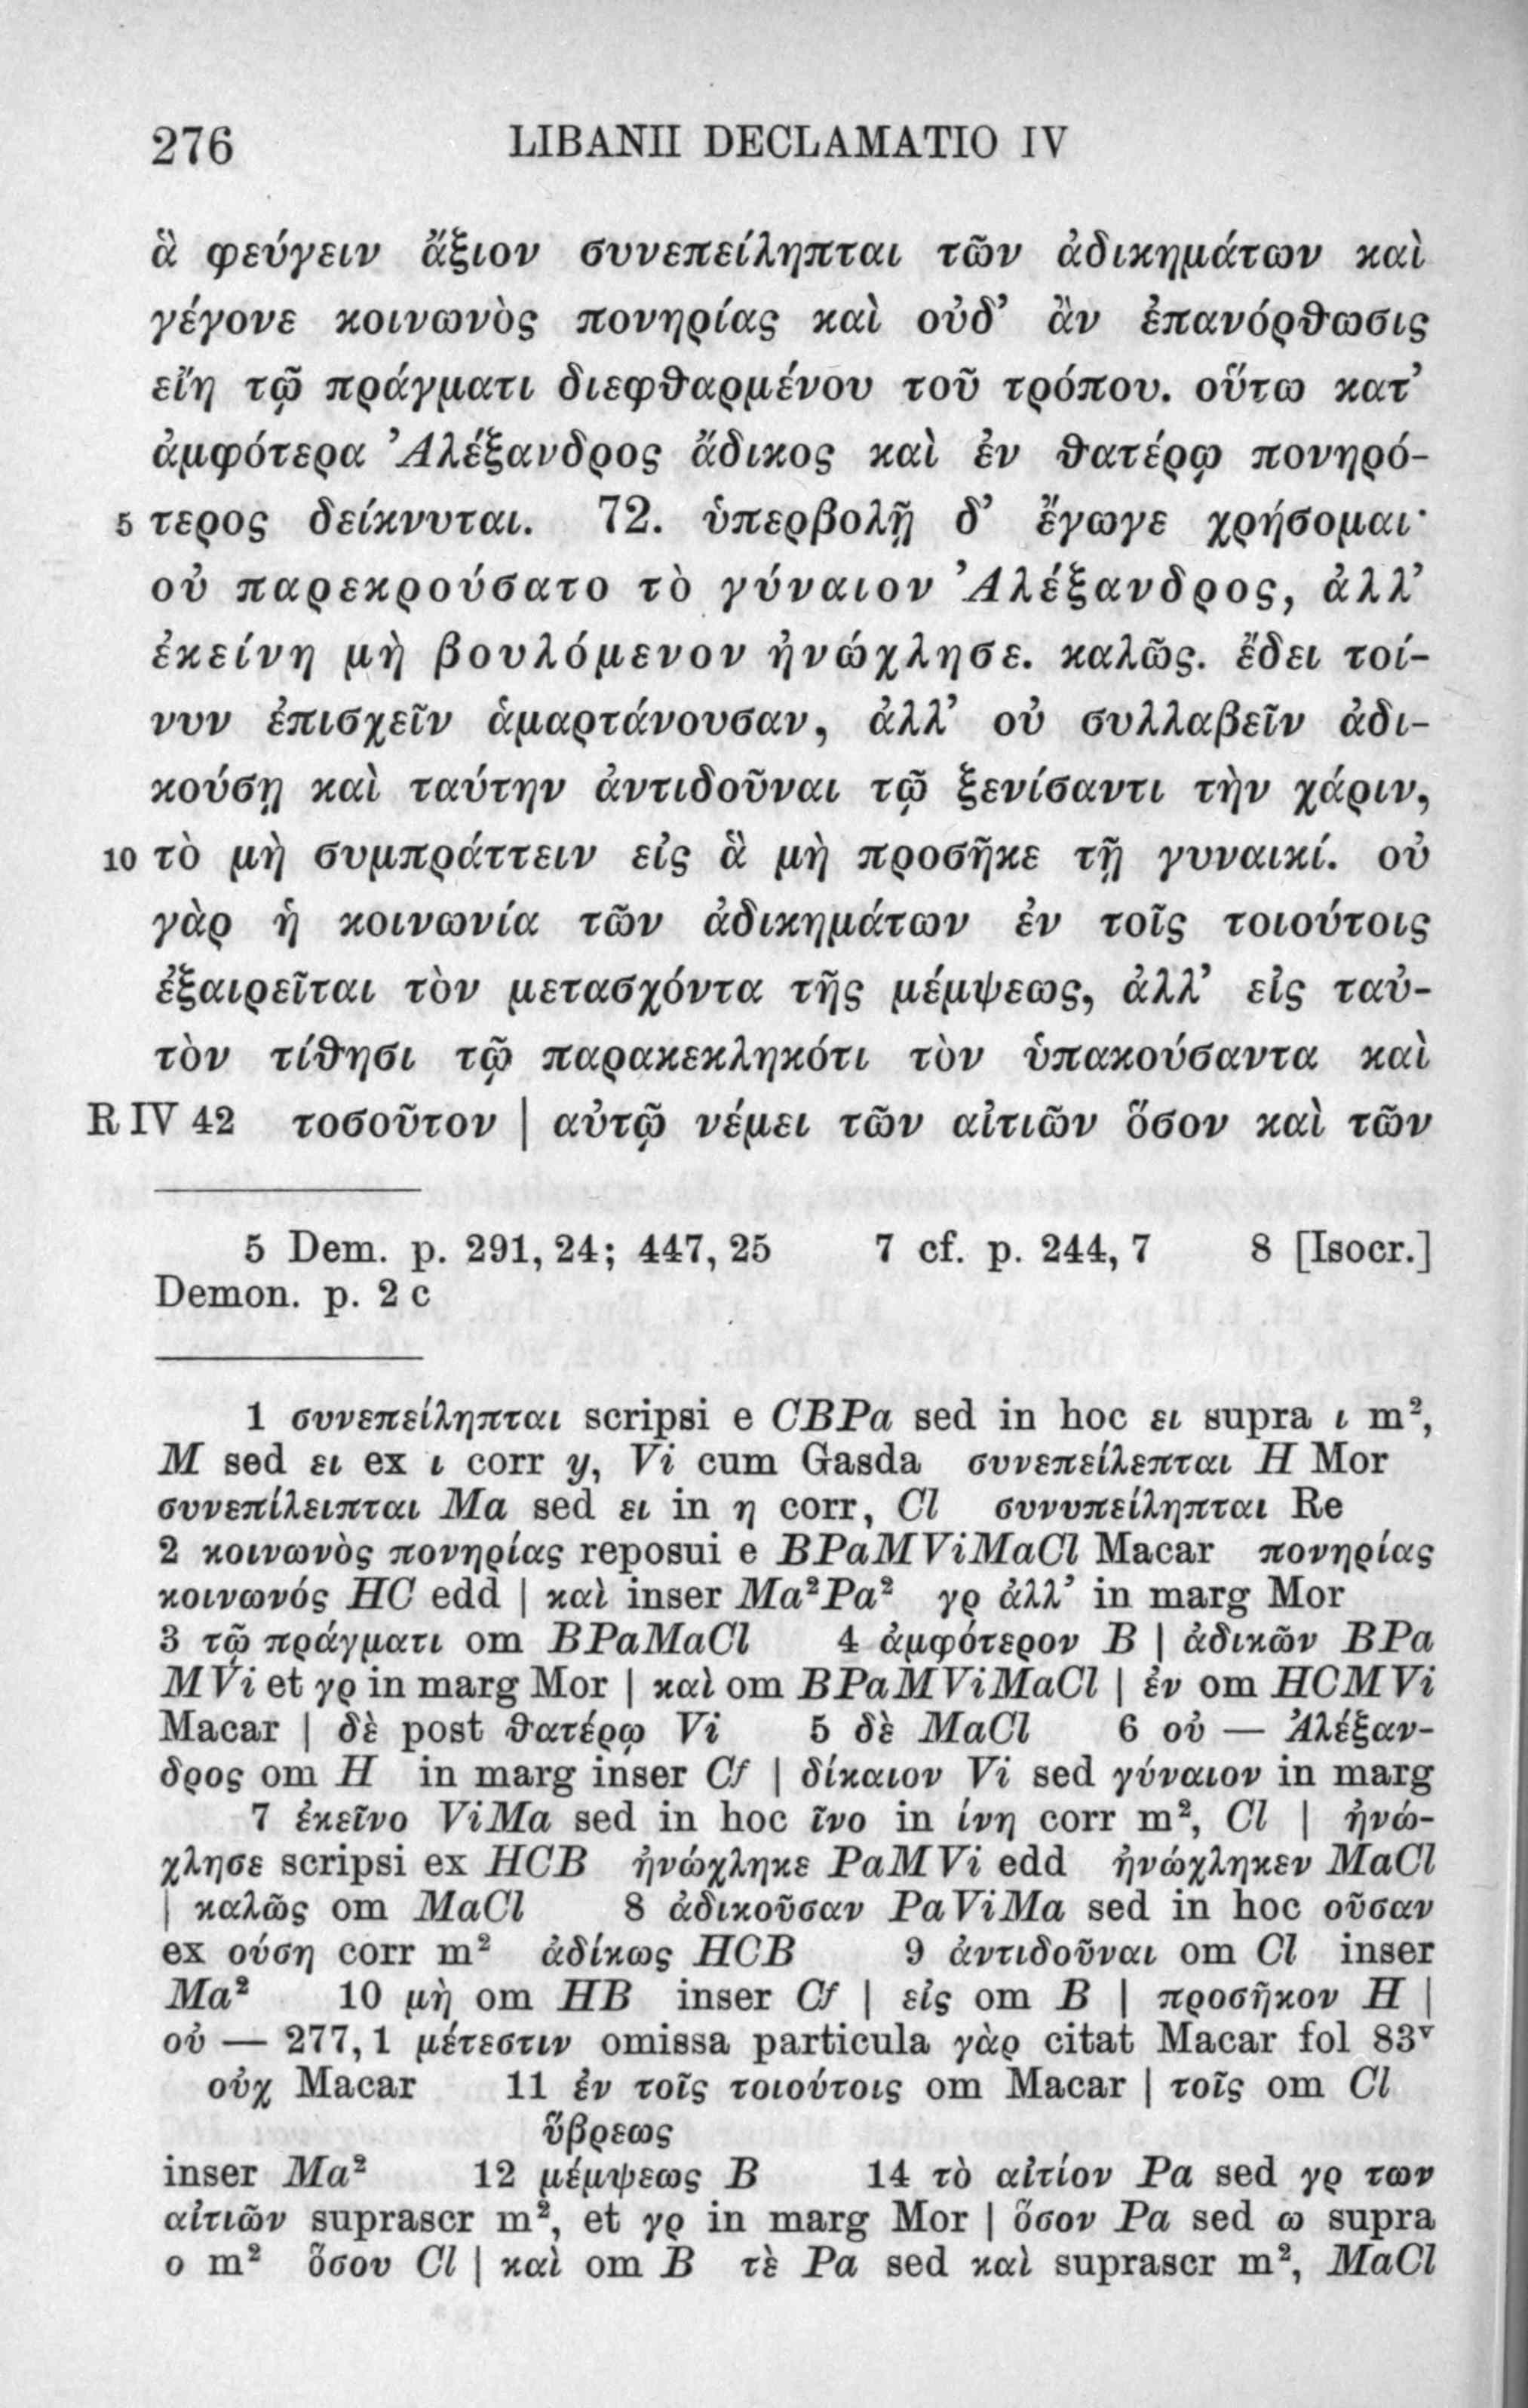 276 LIBANII DECLAMATIO IV
ἃ φεύγειν ἄξιον συνεπείληπται τῶν ἀδικημάτων καὶ
γέγονε κοινωνὸς πονηρίας καὶ οὐδ’ ἂν ἐπανόρθωσις
εἴη τῷ πράγματι διεφθαρμένου τοῦ τρόπου. οὕτω κατ’
ἀμφότερα Ἀλέξανδρος ἄδικος καὶ ἐν θατέρῳ πονηρό-
5 τερος δείκνυται. 72. ὑπερβολῇ δ’ ἔγωγε χρήσομαι·
οὐ παρεκρούσατο τὸ γύναιον Ἀλέξανδρος, ἀλλ’
ἐκείνη μὴ βουλόμενον ἠνώχλησε. καλῶς. ἔδει τοί-
νυν ἐπισχεῖν ἁμαρτάνουσαν, ἀλλ’ οὐ συλλαβεῖν ἀδι-
κούσῃ καὶ ταύτην ἀντιδοῦναι τῷ ξενίσαντι τὴν χάριν,
10 τὸ μὴ συμπράττειν εἰς ἃ μὴ προσῆκε τῇ γυναικί. οὐ
γὰρ ἡ κοινωνία τῶν ἀδικημάτων ἐν τοῖς τοιούτοις
ἐξαιρεῖται τὸν μετασχόντα τῆς μέμψεως, ἀλλ’ εἰς ταὐ-
τὸν τίθησι τῷ παρακεκληκότι τὸν ὑπακούσαντα καὶ
R IV 42 τοσοῦτον | αὐτῷ νέμει τῶν αἰτιῶν ὅσον καὶ τῶν
5 Dem. p. 291, 24; 447, 25 7 cf. p. 244, 7 8 [Isocr.]
Demon. p. 2 c
1 συνεπείληπται scripsi e CBPa sed in hoc ει supra ι m²,
M sed ει ex ι corr y, Vi cum Gasda συνεπείλεπται H Mor
συνεπίλειπται Ma sed ει in η corr, Cl συνυπείληπται Re
2 κοινωνὸς πονηρίας reposui e BPaMViMaCl Macar πονηρίας
κοινωνός HC edd | καὶ inser Ma²Pa² γρ ἀλλ’ in marg Mor
3 τῷ πράγματι om BPaMaCl 4 ἀμφότερον B | ἀδικῶν BPa
MVi et γρ in marg Mor | καὶ om BPaMViMaCl | ἐν om HCMVi
Macar | δὲ post θατέρῳ Vi 5 δὲ MaCl 6 οὐ — Ἀλέξαν-
δρος om H in marg inser Cf | δίκαιον Vi sed γύναιον in marg
7 ἐκεῖνο ViMa sed in hoc ῖνο in ίνη corr m², Cl | ἠνώ-
χλησε scripsi ex HCB ἠνώχληκε PaMVi edd ἠνώχληκεν MaCl
| καλῶς om MaCl 8 ἀδικοῦσαν PaViMa sed in hoc οῦσαν
ex ούση corr m² ἀδίκως HCB 9 ἀντιδοῦναι om Cl inser
Ma² 10 μὴ om HB inser Cf | εἰς om B | προσῆκον H |
οὐ — 277, 1 μέτεστιν omissa particula γὰρ citat Macar fol 83ᵛ
οὐχ Macar 11 ἐν τοῖς τοιούτοις om Macar | τοῖς om Cl
ὕβρεως
inser Ma² 12 μέμψεως B 14 τὸ αἰτίον Pa sed γρ των
αἰτιῶν suprascr m², et γρ in marg Mor | ὅσον Pa sed ω supra
ο m² ὅσου Cl | καὶ om B τὲ Pa sed καὶ suprascr m², MaCl